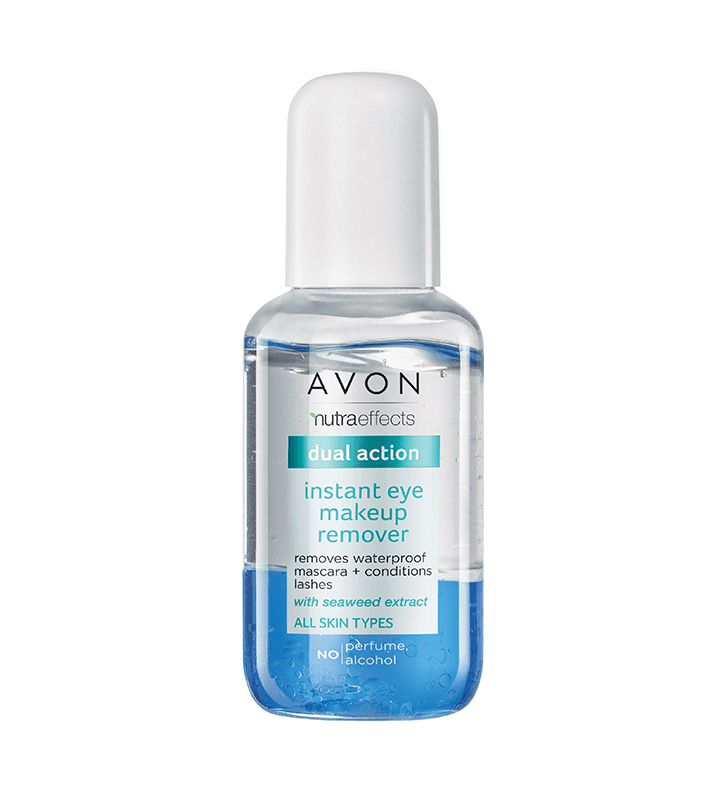 AVON
nutraeffects
dual action
instant eye
makeup
remover
removes waterproof
mascara + conditions
lashes
with seaweed extract
ALL SKIN TYPES
NO perfume,
alcohol